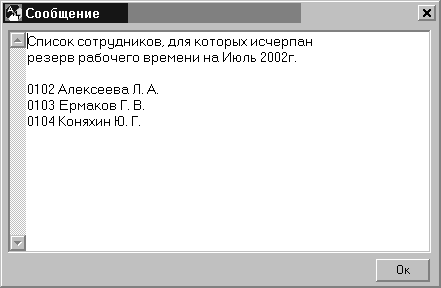 Сообщение
Список сотрудников, для которых исчерпан
резерв рабочего времени на Июль 2002г.
0102 Алексеева Л. А.
0103 Ермаков Г. В.
0104 Коняхин Ю. Г.
Ок